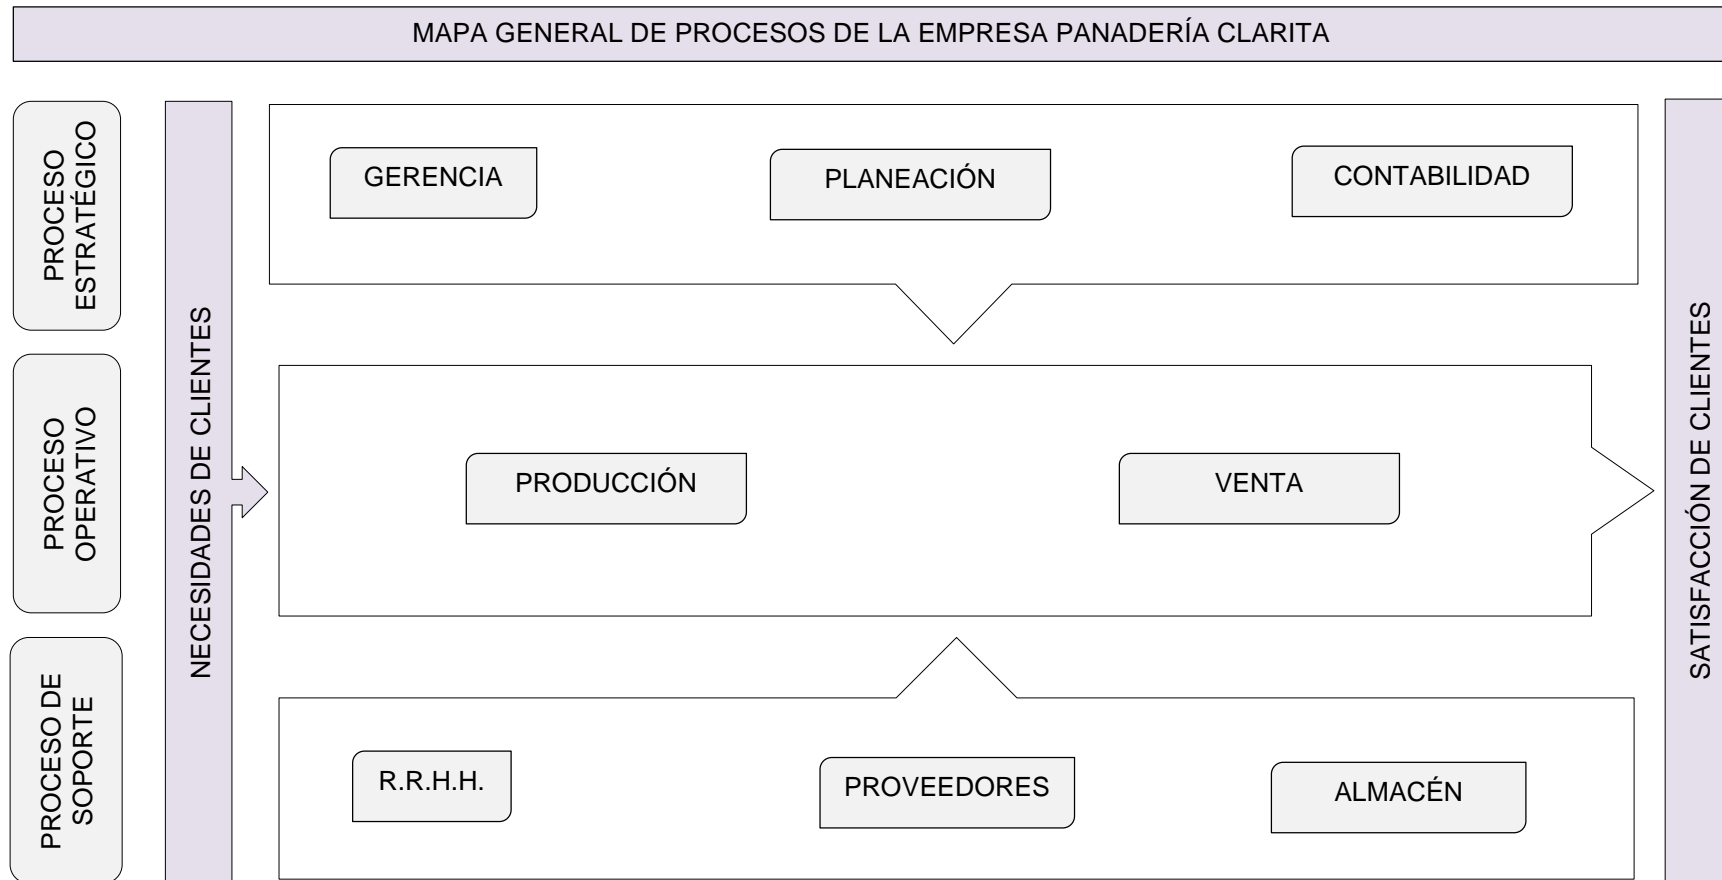 MAPA GENERAL DE PROCESOS DE LA EMPRESA PANADERÍA CLARITA
PROCESO
ESTRATÉGICO
NECESIDADES DE CLIENTES
GERENCIA
PLANEACIÓN
CONTABILIDAD
SATISFACCIÓN DE CLIENTES
PROCESO
OPERATIVO
PRODUCCIÓN
VENTA
PROCESO DE
SOPORTE
R.R.H.H.
PROVEEDORES
ALMACÉN